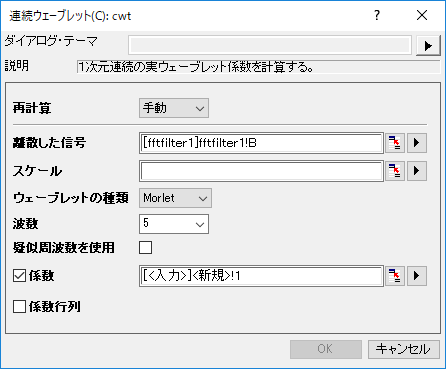 連続ウェーブレット(C): cwt
?
ダイアログ・テーマ
説明 1次元連続の実ウェーブレット係数を計算する。
再計算 手動
離散した信号 [fftfilter1]fftfilter1!B
スケール
ウェーブレットの種類 Morlet
波数 5
疑似周波数を使用
係数 [<入力>]<新規>!1
係数行列
OK キャンセル